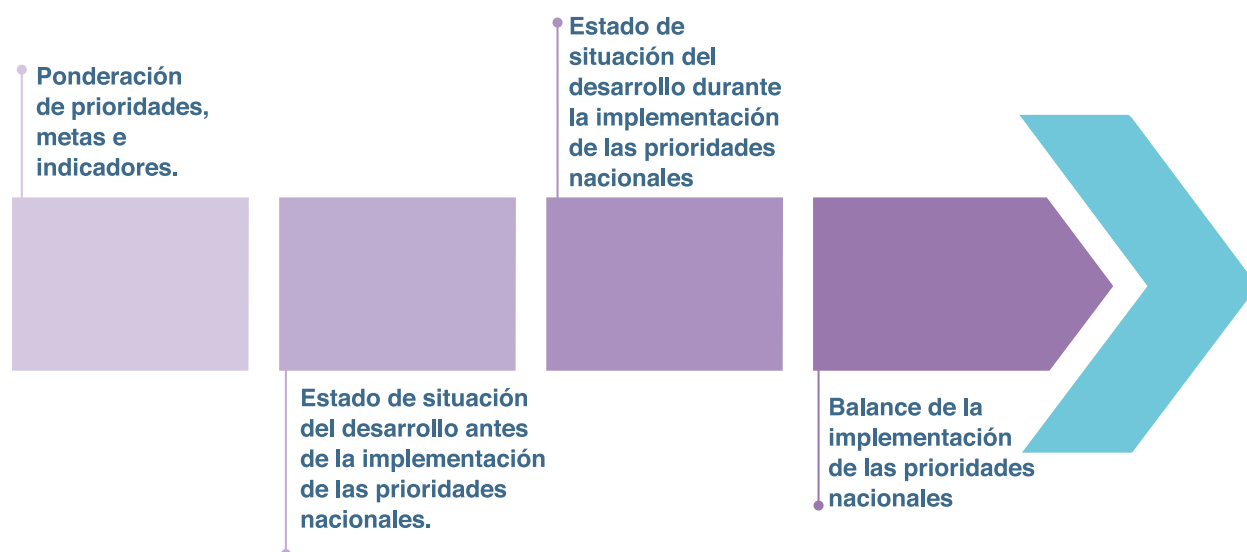 Ponderación
de prioridades,
metas e
indicadores.
Estado de situación
del desarrollo antes
de la implementación
de las prioridades
nacionales.
Estado de
situación del
desarrollo durante
la implementación
de las prioridades
nacionales
Balance de la
implementación
de las prioridades
nacionales